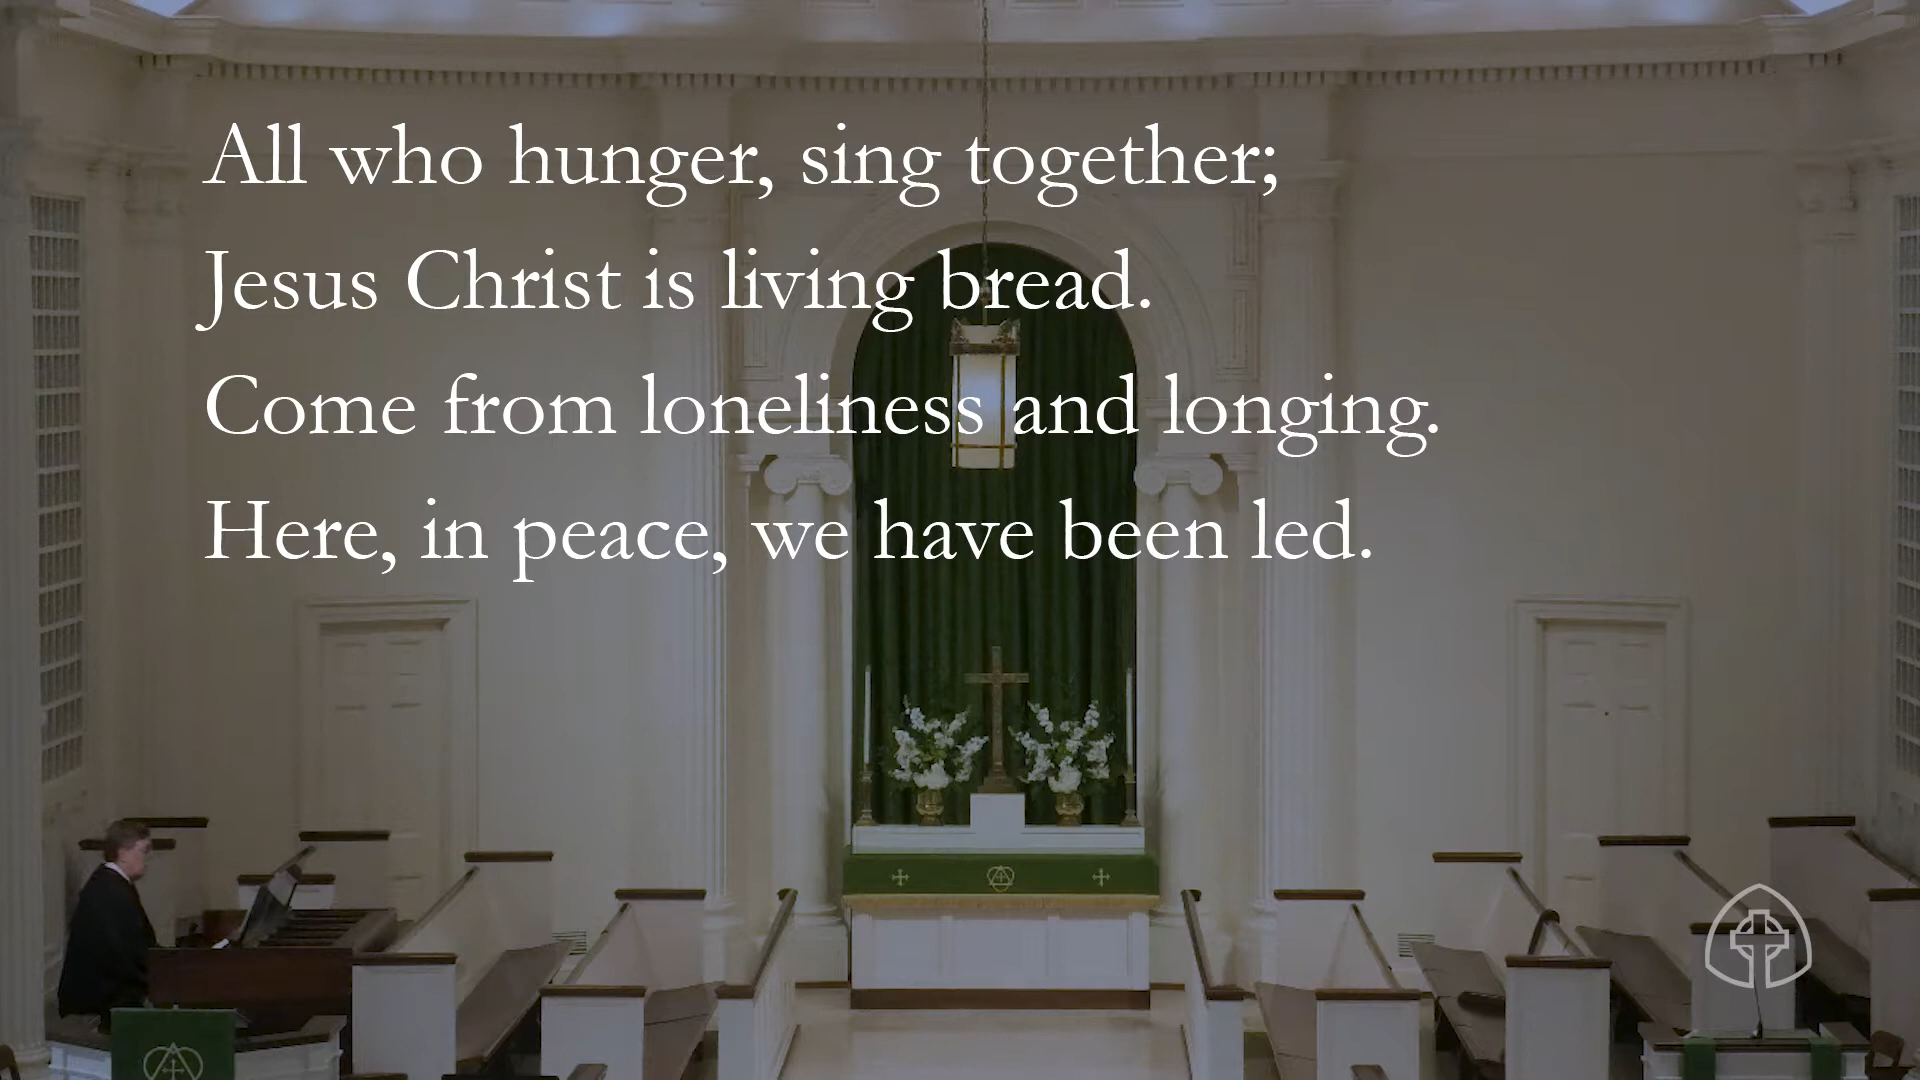 All who hunger, sing together;
Jesus Christ is living bread.
Come from loneliness and longing.
Here, in peace, we have been led.